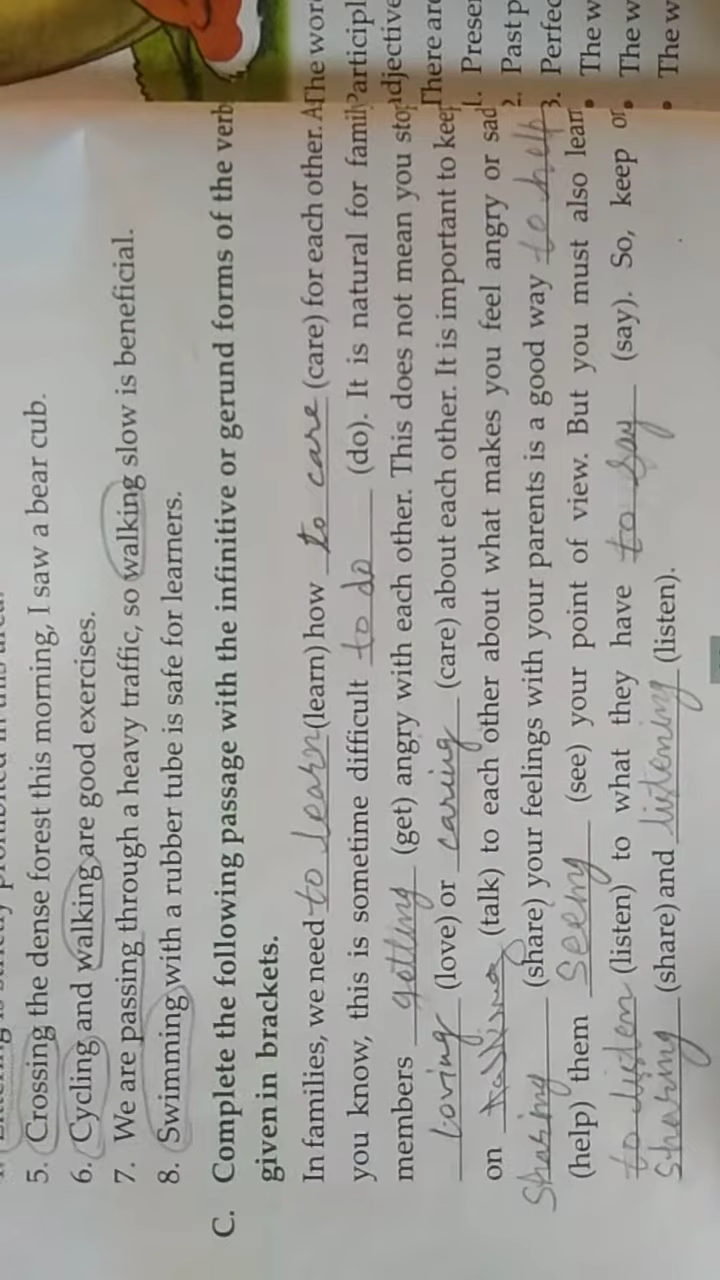 5. Crossing the dense forest this morning, I saw a bear cub.
6. Cycling and walking are good exercises.
7. We are passing through a heavy traffic, so walking slow is beneficial.
8. Swimming with a rubber tube is safe for learners.
C. Complete the following passage with the infinitive or gerund forms of the verb
given in brackets.
In families, we need to learn (learn) how to care (care) for each other.
you know, this is sometime difficult to do (do). It is natural for
members getting (get) angry with each other. This does not mean you
loving (love) or caring (care) about each other. It is important to
on talking (talk) to each other about what makes you feel angry or sad
Sharing (share) your feelings with your parents is a good way to help
(help) them seeing (see) your point of view. But you must also
to listen (listen) to what they have to say (say). So, keep
Sharing (share) and listening (listen).
1.
2. Past
3.
• The
• The
• The